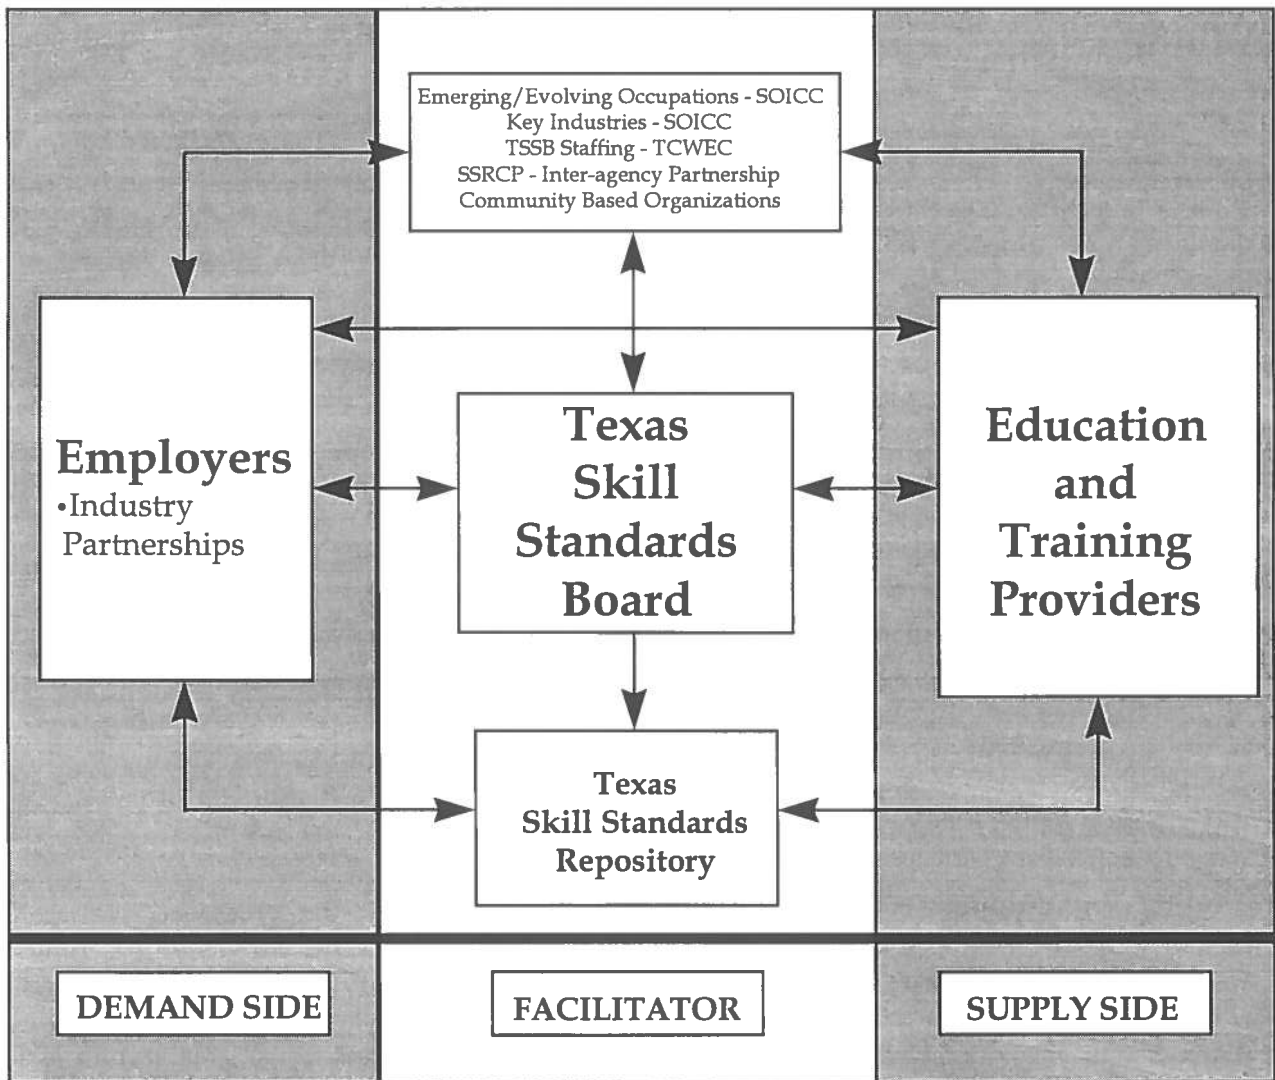 Emerging/Evolving Occupations - SOICC
Key Industries - SOICC
TSSB Staffing - TCWEC
SSRCP - Inter-agency Partnership
Community Based Organizations
Employers
•Industry
Partnerships
Texas
Skill
Standards
Board
Education
and
Training
Providers
Texas
Skill Standards
Repository
DEMAND SIDE
FACILITATOR
SUPPLY SIDE